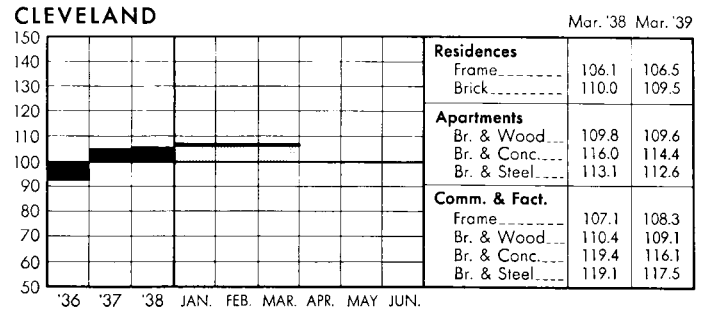 CLEVELAND
Mar. '38 Mar. '39
150
140
130
120
110
100
90
80
70
60
50
'36 '37 '38 JAN. FEB. MAR. APR. MAY JUN.
Residences
Frame 106.1 106.5
Brick 110.0 109.5
Apartments
Br. & Wood 109.8 109.6
Br. & Conc. 116.0 114.4
Br. & Steel 113.1 112.6
Comm. & Fact.
Frame 107.1 108.3
Br. & Wood 110.4 109.1
Br. & Conc. 119.4 116.1
Br. & Steel 119.1 117.5